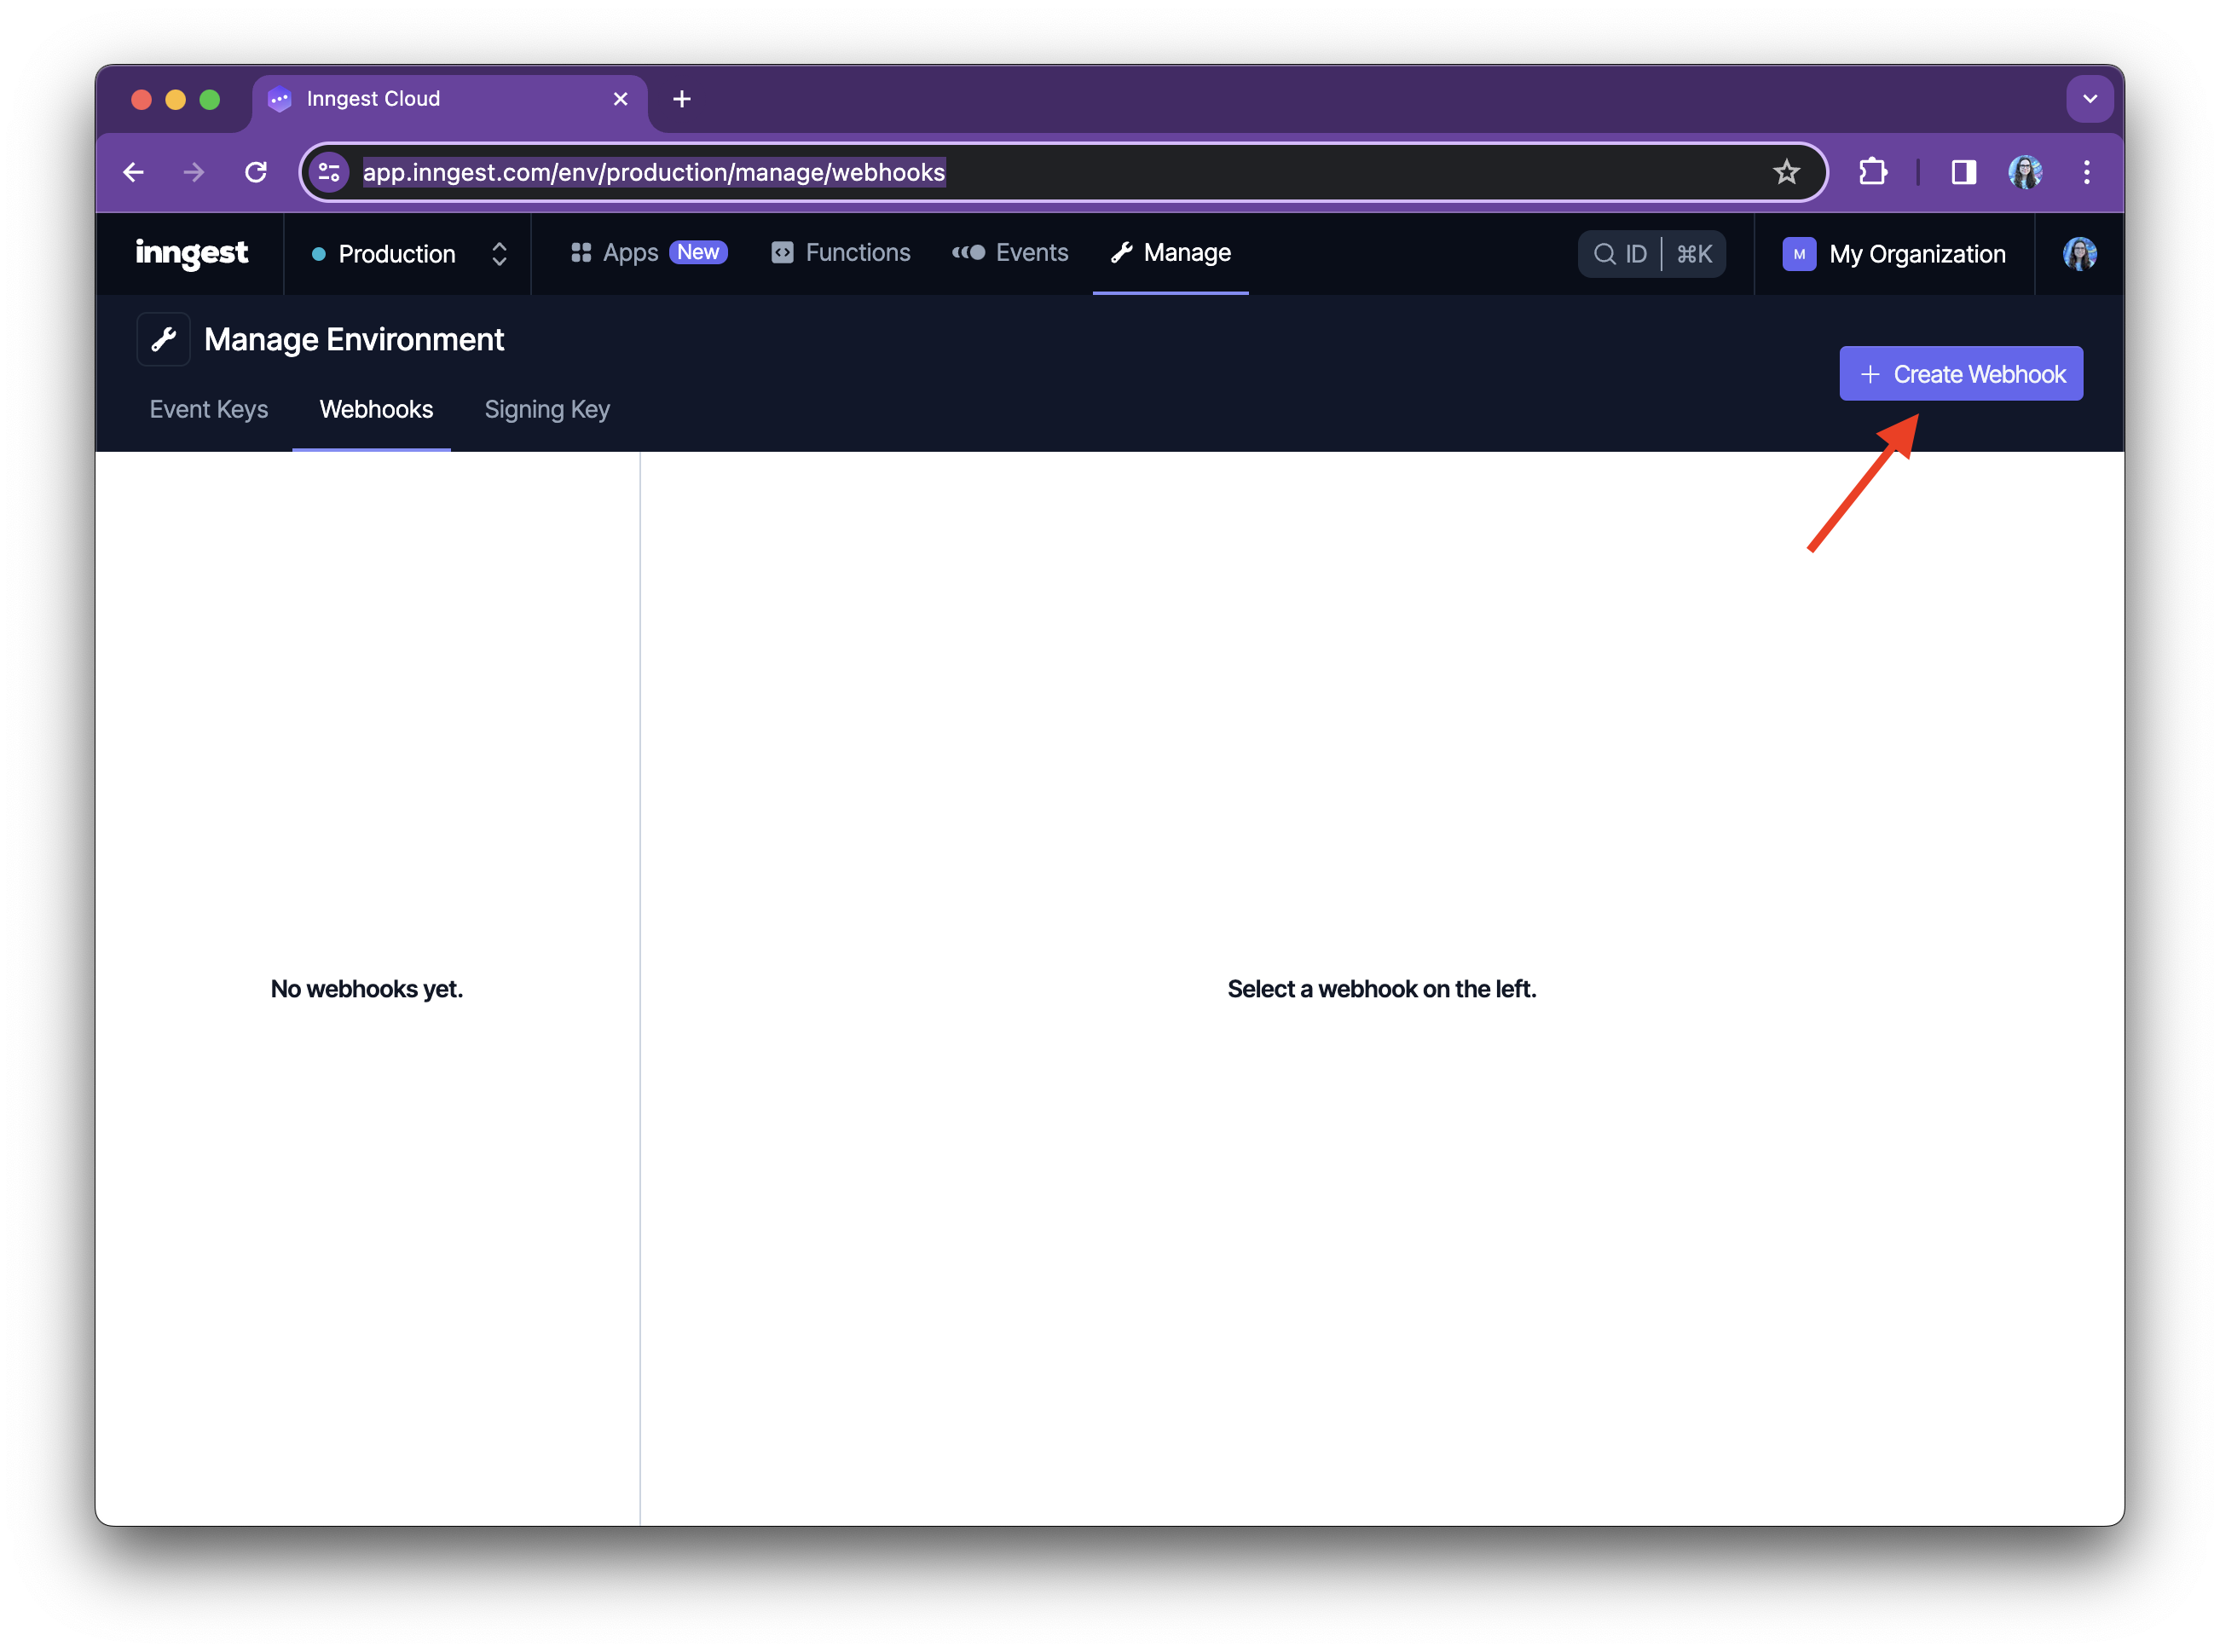 Inngest Cloud
app.inngest.com/env/production/manage/webhooks
inngest
Production
Apps New
Functions
Events
Manage
ID ⌘K
M My Organization
Manage Environment
Create Webhook
Event Keys
Webhooks
Signing Key
No webhooks yet.
Select a webhook on the left.